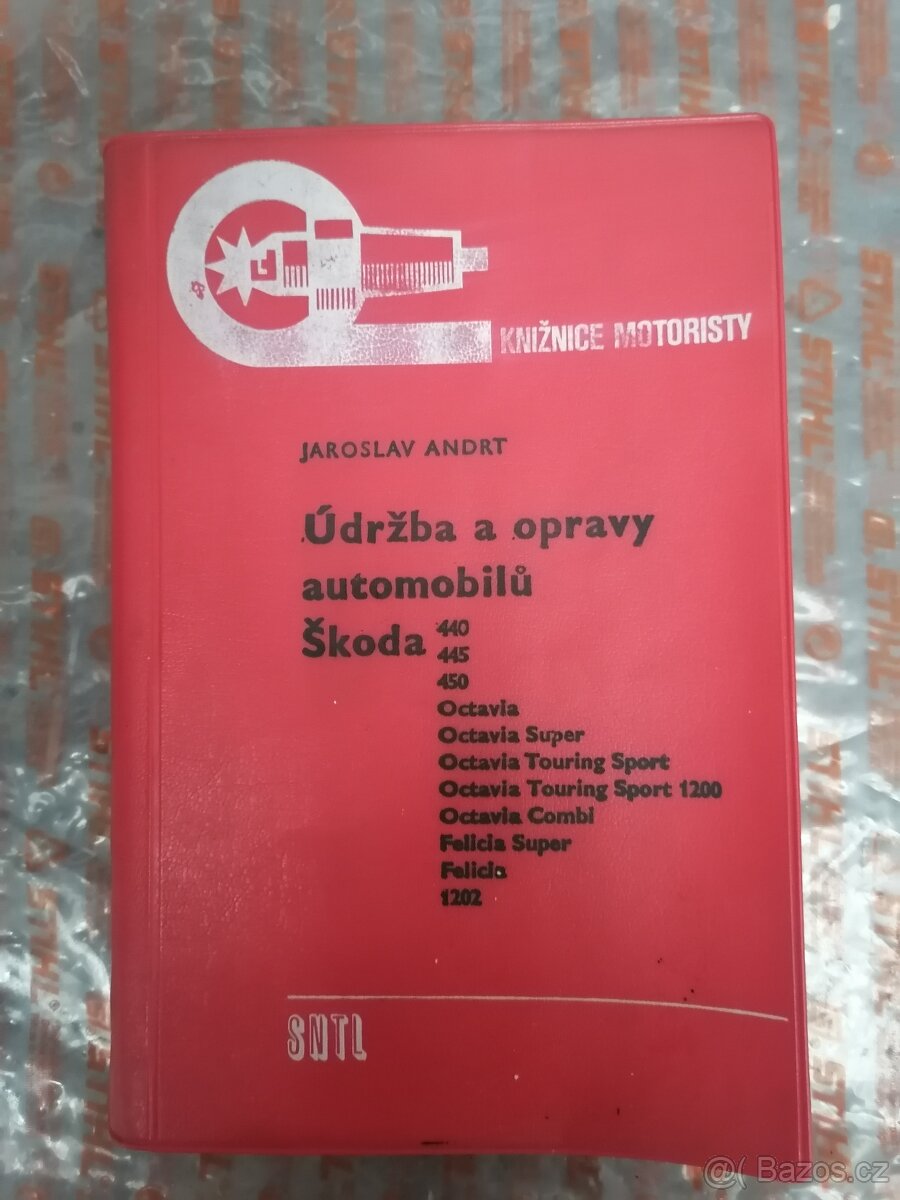 KNIŽNICE MOTORISTY
JAROSLAV ANDRT
Údržba a opravy
automobilů
Škoda 440
445
450
Octavia
Octavia Super
Octavia Touring Sport
Octavia Touring Sport 1200
Octavia Combi
Felicia Super
Felicia
1202
SNTL
STIHL
@( Bazos.cz